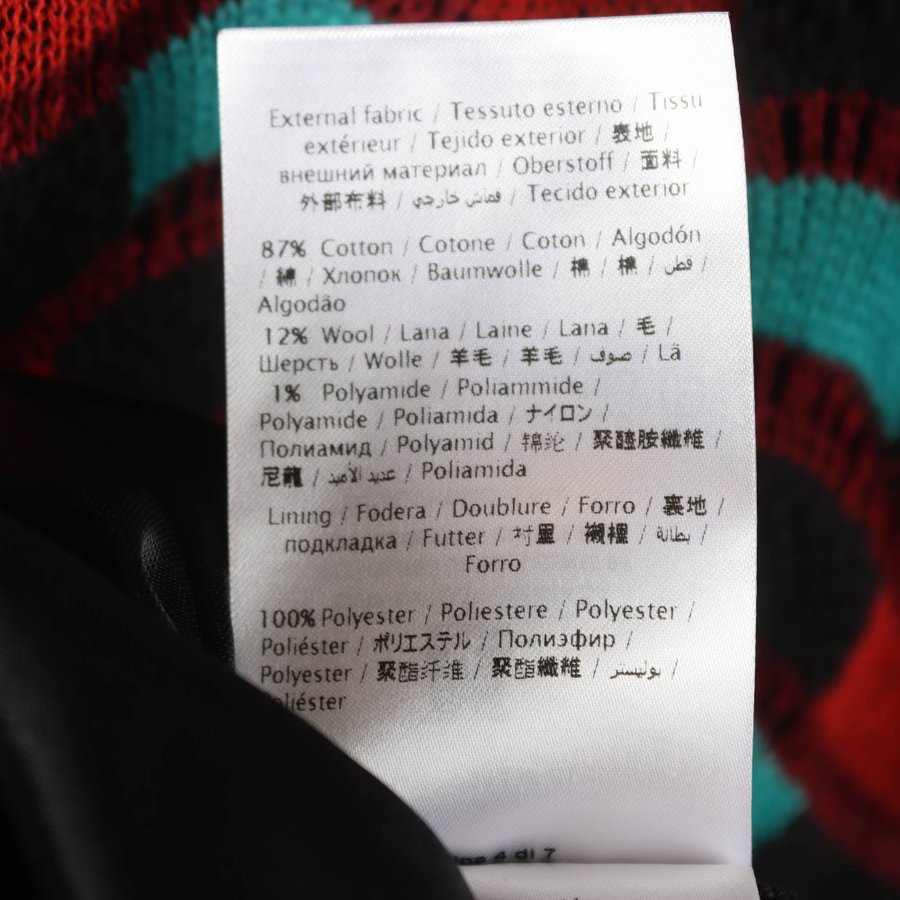 External fabric / Tessuto esterno / Tissu
extérieur / Tejido exterior / 表地 /
внешний материал / Oberstoff / 面料 /
外部布料 / قماش خارجي / Tecido exterior
87% Cotton / Cotone / Coton / Algodón
/ 綿 / Хлопок / Baumwolle / 棉 / 棉 / قطن /
Algodão
12% Wool / Lana / Laine / Lana / 毛 /
Шерсть / Wolle / 羊毛 / 羊毛 / صوف / Lã
1% Polyamide / Poliammide /
Polyamide / Poliamida / ナイロン /
Полиамид / Polyamid / 锦纶 / 聚醯胺纖維 /
尼龍 / عديد الأميد / Poliamida
Lining / Fodera / Doublure / Forro / 裏地 /
подкладка / Futter / 衬里 / 襯裡 / بطانة /
Forro
100% Polyester / Poliestere / Polyester /
Poliéster / ポリエステル / Полиэфир /
Polyester / 聚酯纤维 / 聚酯纖維 / بوليستر /
4 di 7